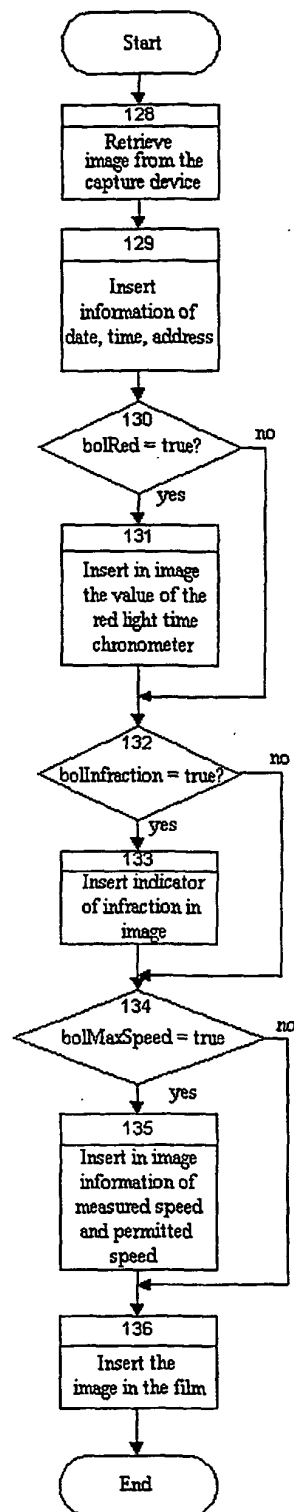 Start
128
Retrieve
image from the
capture device
129
Insert
information of
date, time, address
130
bolRed = true?
no
yes
131
Insert in image
the value of the
red light time
chronometer
132
bolInfraction = true?
no
yes
133
Insert indicator
of infraction in
image
134
bolMaxSpeed = true
no
yes
135
Insert in image
information of
measured speed
and permitted
speed
136
Insert the
image in the film
End